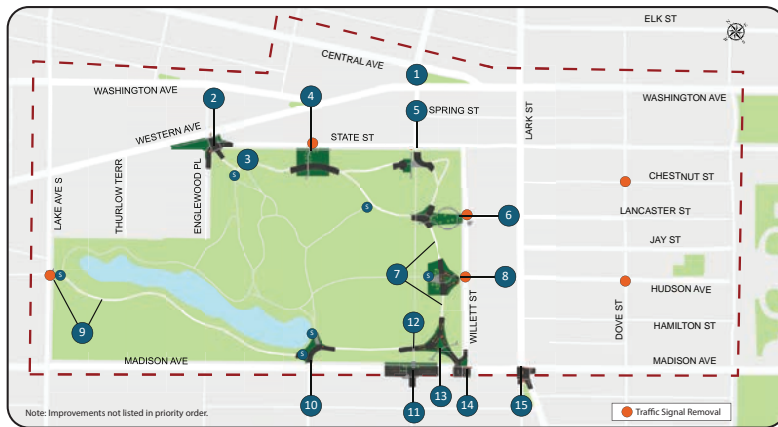 ELK ST
CENTRAL AVE
1
WASHINGTON AVE
WASHINGTON AVE
2
4
5
SPRING ST
LARK ST
WESTERN AVE
STATE ST
3
S
CHESTNUT ST
LAKE AVE S
THURLOW TERR
ENGLEWOOD PL
S
6
LANCASTER ST
JAY ST
S
7
S
8
HUDSON AVE
WILLETT ST
DOVE ST
9
S
12
HAMILTON ST
S
MADISON AVE
MADISON AVE
10
11
13
14
15
Note: Improvements not listed in priority order.
Traffic Signal Removal